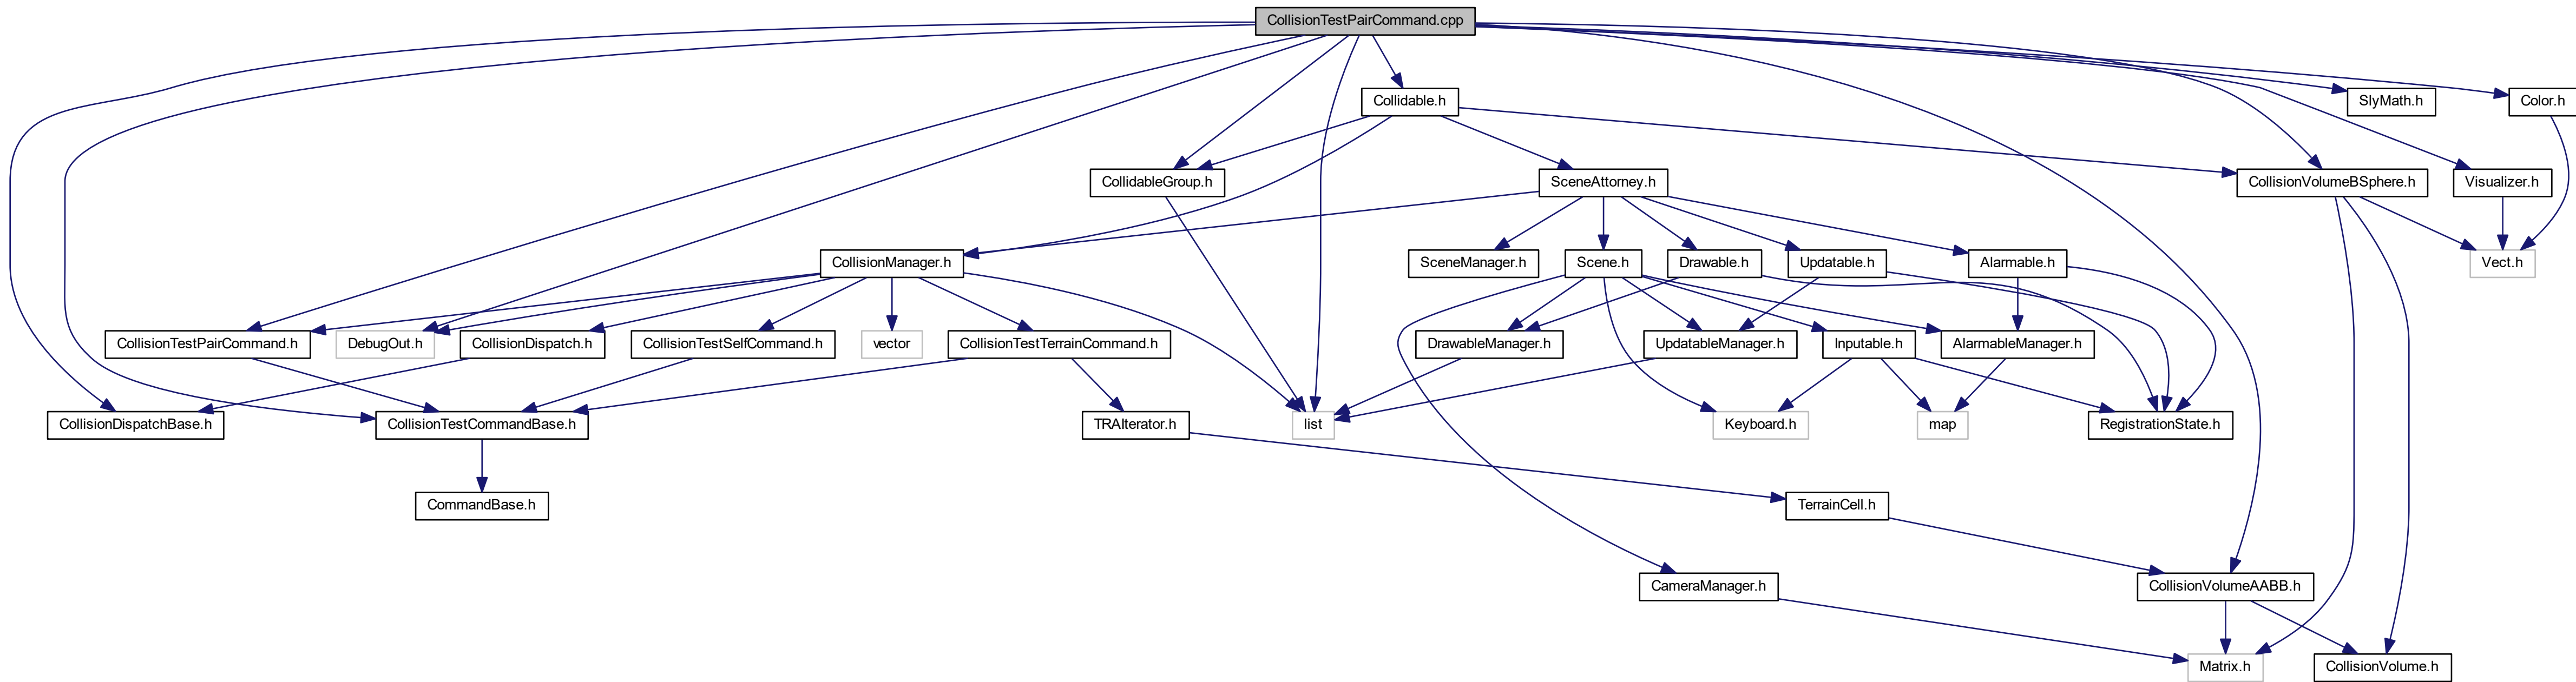 CollisionTestPairCommand.cpp
Collidable.h
SlyMath.h
Color.h
CollidableGroup.h
SceneAttorney.h
CollisionVolumeBSphere.h
Visualizer.h
CollisionManager.h
SceneManager.h
Scene.h
Drawable.h
Updatable.h
Alarmable.h
Vect.h
CollisionTestPairCommand.h
DebugOut.h
CollisionDispatch.h
CollisionTestSelfCommand.h
vector
CollisionTestTerrainCommand.h
DrawableManager.h
UpdatableManager.h
Inputable.h
AlarmableManager.h
CollisionDispatchBase.h
CollisionTestCommandBase.h
TRAIterator.h
list
Keyboard.h
map
RegistrationState.h
CommandBase.h
TerrainCell.h
CameraManager.h
CollisionVolumeAABB.h
Matrix.h
CollisionVolume.h